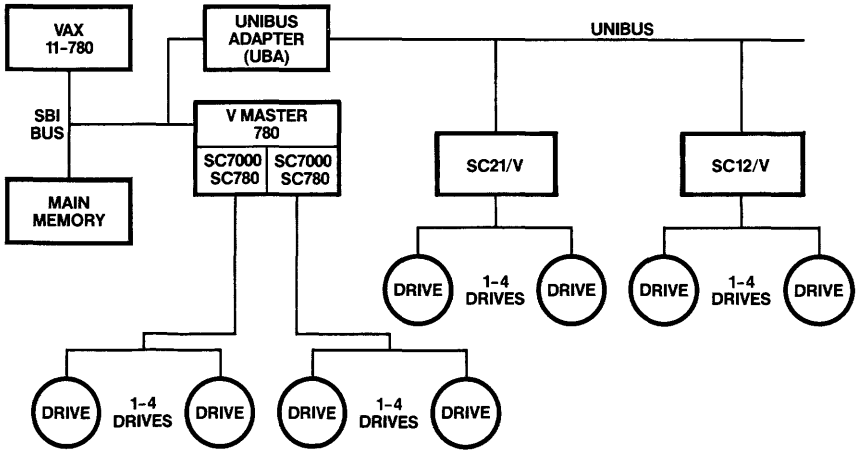 VAX
11-780
UNIBUS
ADAPTER
(UBA)
UNIBUS
SBI
BUS
V MASTER
780
SC7000
SC780
SC7000
SC780
SC21/V
SC12/V
MAIN
MEMORY
DRIVE
1-4
DRIVES
DRIVE
DRIVE
1-4
DRIVES
DRIVE
DRIVE
1-4
DRIVES
DRIVE
DRIVE
1-4
DRIVES
DRIVE